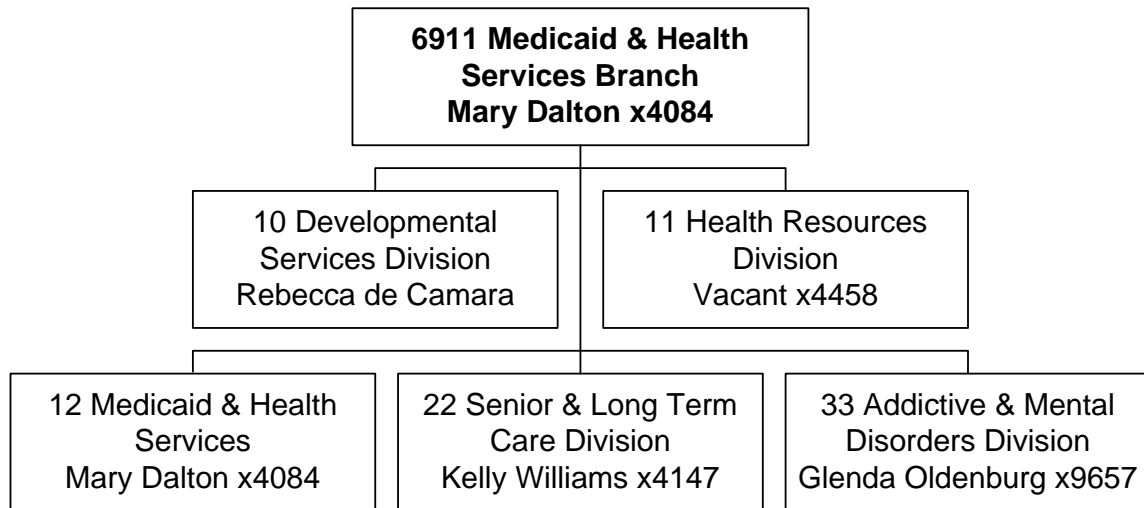 6911 Medicaid & Health
Services Branch
Mary Dalton x4084
10 Developmental
Services Division
Rebecca de Camara
11 Health Resources
Division
Vacant x4458
12 Medicaid & Health
Services
Mary Dalton x4084
22 Senior & Long Term
Care Division
Kelly Williams x4147
33 Addictive & Mental
Disorders Division
Glenda Oldenburg x9657